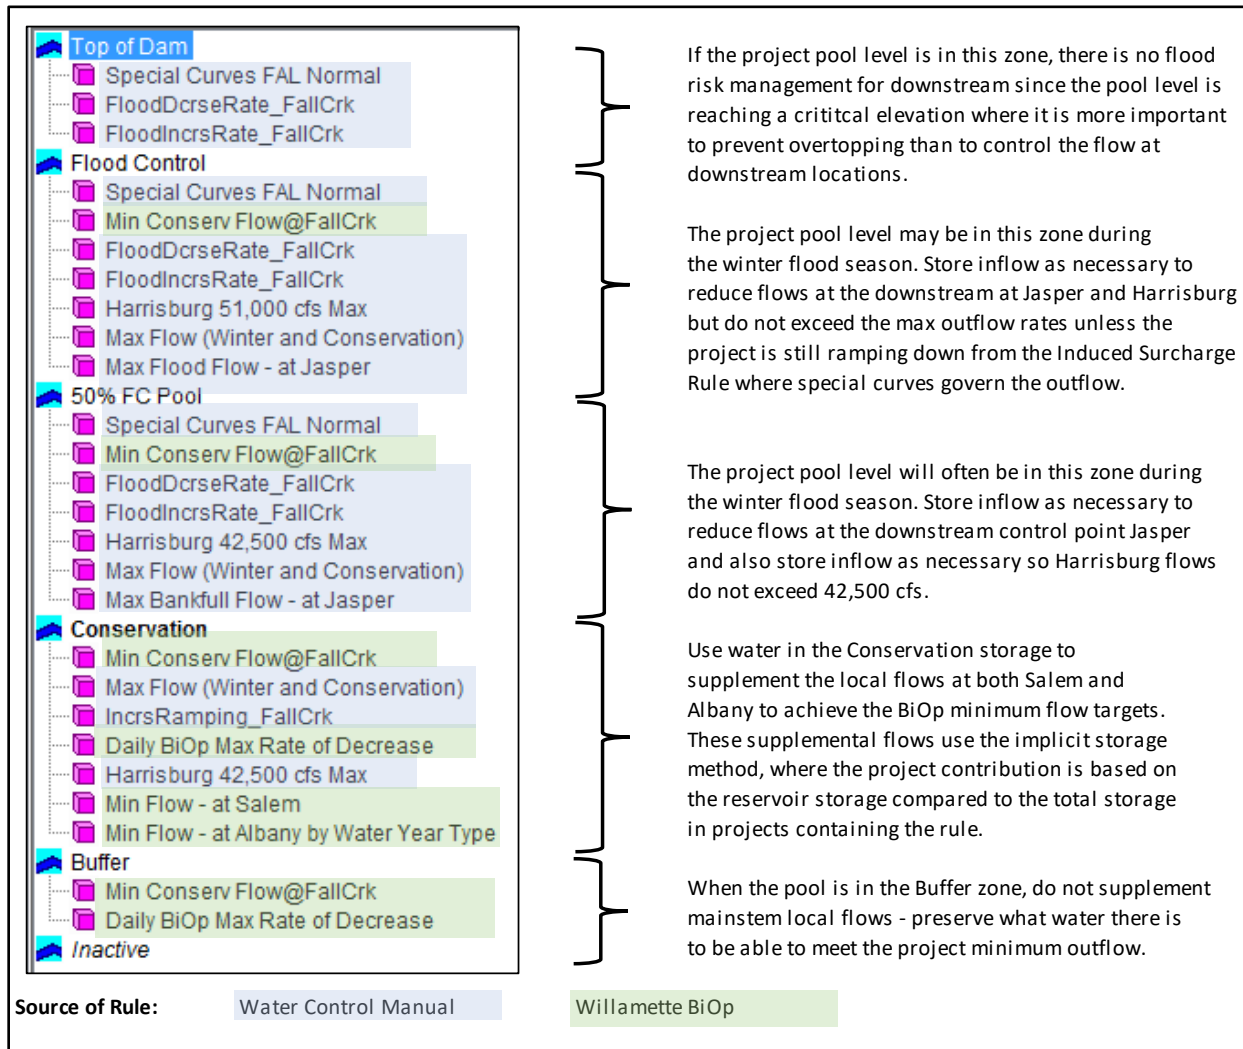 Top of Dam
Special Curves FAL Normal
FloodDcrseRate_FallCrk
FloodIncrsRate_FallCrk
Flood Control
Special Curves FAL Normal
Min Conserv Flow@FallCrk
FloodDcrseRate_FallCrk
FloodIncrsRate_FallCrk
Harrisburg 51,000 cfs Max
Max Flow (Winter and Conservation)
Max Flood Flow - at Jasper
50% FC Pool
Special Curves FAL Normal
Min Conserv Flow@FallCrk
FloodDcrseRate_FallCrk
FloodIncrsRate_FallCrk
Harrisburg 42,500 cfs Max
Max Flow (Winter and Conservation)
Max Bankfull Flow - at Jasper
Conservation
Min Conserv Flow@FallCrk
Max Flow (Winter and Conservation)
IncrsRamping_FallCrk
Daily BiOp Max Rate of Decrease
Harrisburg 42,500 cfs Max
Min Flow - at Salem
Min Flow - at Albany by Water Year Type
Buffer
Min Conserv Flow@FallCrk
Daily BiOp Max Rate of Decrease
Inactive
If the project pool level is in this zone, there is no flood
risk management for downstream since the pool level is
reaching a crititcal elevation where it is more important
to prevent overtopping than to control the flow at
downstream locations.
The project pool level may be in this zone during
the winter flood season. Store inflow as necessary to
reduce flows at the downstream at Jasper and Harrisburg
but do not exceed the max outflow rates unless the
project is still ramping down from the Induced Surcharge
Rule where special curves govern the outflow.
The project pool level will often be in this zone during
the winter flood season. Store inflow as necessary to
reduce flows at the downstream control point Jasper
and also store inflow as necessary so Harrisburg flows
do not exceed 42,500 cfs.
Use water in the Conservation storage to
supplement the local flows at both Salem and
Albany to achieve the BiOp minimum flow targets.
These supplemental flows use the implicit storage
method, where the project contribution is based on
the reservoir storage compared to the total storage
in projects containing the rule.
When the pool is in the Buffer zone, do not supplement
mainstem local flows - preserve what water there is
to be able to meet the project minimum outflow.
Source of Rule: Water Control Manual Willamette BiOp